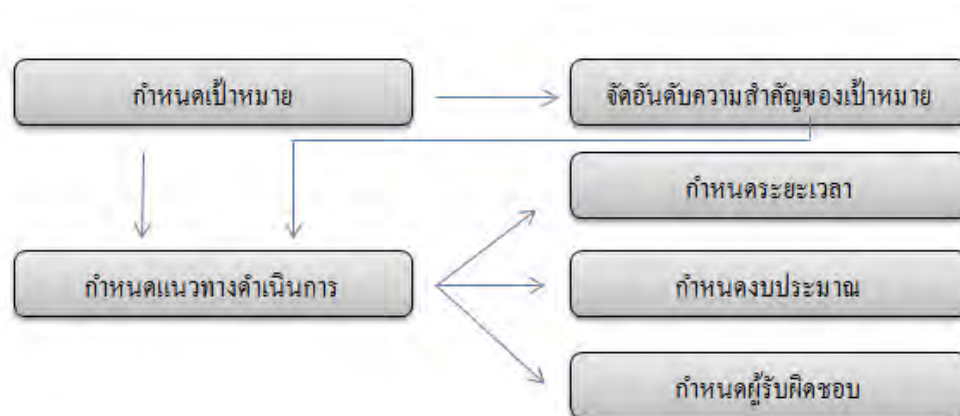 กำหนดเป้าหมาย
จัดอันดับความสำคัญของเป้าหมาย
กำหนดระยะเวลา
กำหนดแนวทางดำเนินการ
กำหนดงบประมาณ
กำหนดผู้รับผิดชอบ